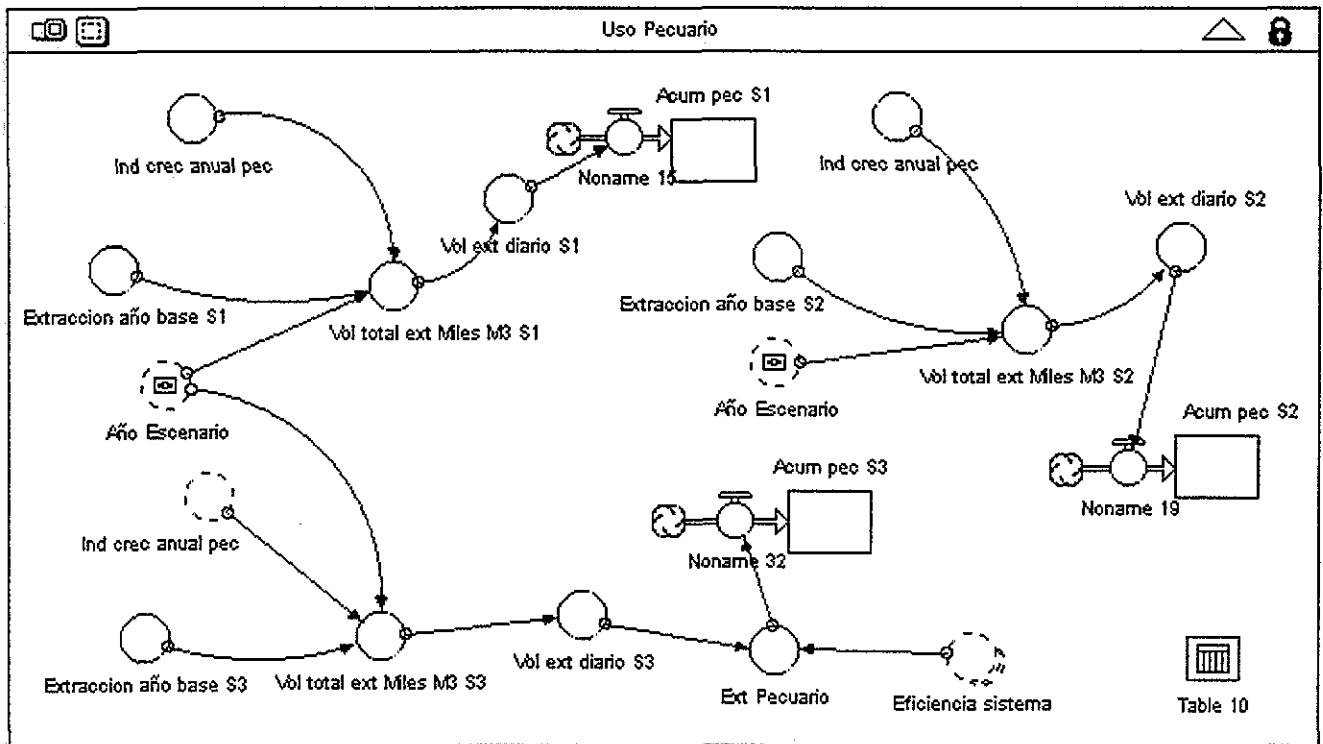 Uso Pecuario
Acum pec S1
Ind crec anual pec
Noname 15
Ind crec anual pec
Vol ext diario S2
Vol ext diario S1
Extraccion año base S1
Extraccion año base S2
Vol total ext Miles M3 S1
Vol total ext Miles M3 S2
Año Escenario
Año Escenario
Acum pec S2
Acum pec S3
Noname 19
Ind crec anual pec
Noname 32
Vol ext diario S3
Extraccion año base S3
Vol total ext Miles M3 S3
Ext Pecuario
Eficiencia sistema
Table 10